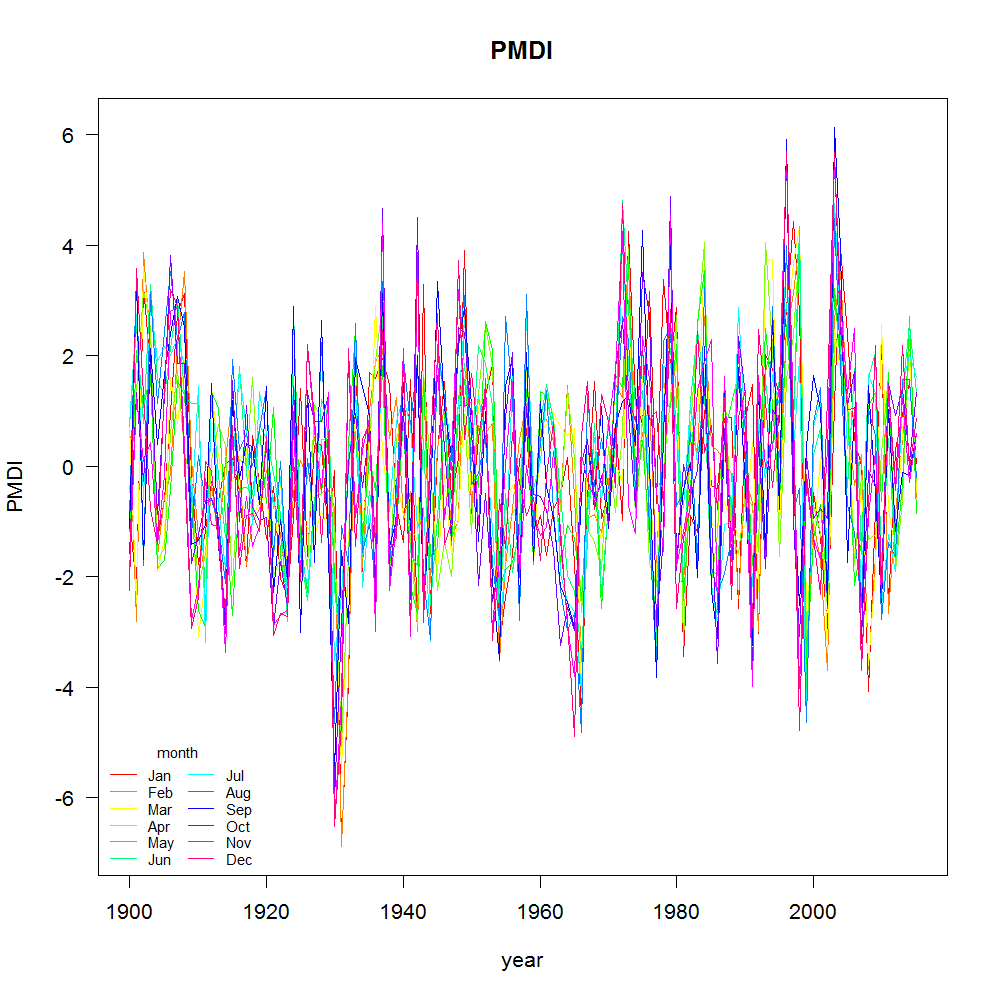 PMDI
6
4
2
0
-2
-4
-6
PMDI
month
Jan Jul
Feb Aug
Mar Sep
Apr Oct
May Nov
Jun Dec
1900 1920 1940 1960 1980 2000
year